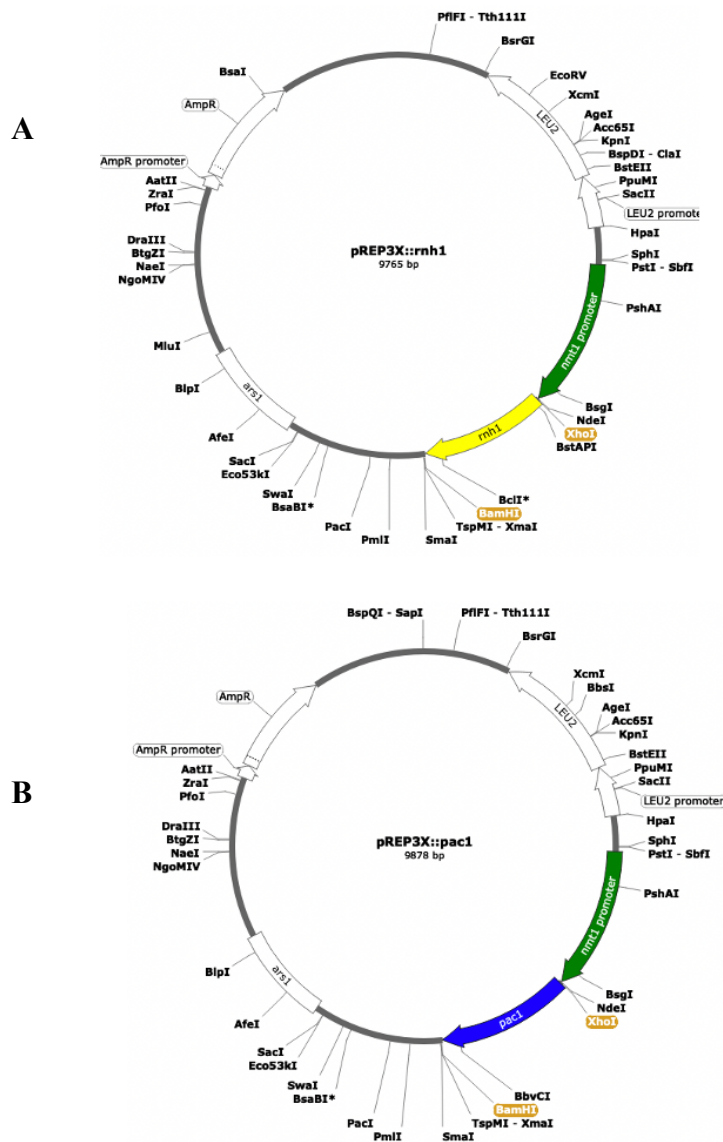 A
PflFI - Tth111I
BsrGI
BsaI
EcoRV
XcmI
AmpR
LEU2
AgeI
Acc65I
KpnI
BspDI - ClaI
BstEII
AmpR promoter
AatII
PpuMI
ZraI
SacII
PfoI
LEU2 promote
HpaI
DraIII
pREP3X::rnh1
BtgZI
9765 bp
SphI
NaeI
PstI - SbfI
NgoMIV
PshAI
nmt1 promoter
MluI
BlpI
ars1
BsgI
NdeI
AfeI
rnh1
XhoI
BstAPI
SacI
Eco53kI
SwaI
BclI*
BsaBI*
BamHI
PacI
TspMI - XmaI
PmlI
SmaI
B
BspQI - SapI
PflFI - Tth111I
BsrGI
XcmI
BbsI
AmpR
LEU2
AgeI
Acc65I
KpnI
AmpR promoter
BstEII
AatII
PpuMI
ZraI
SacII
PfoI
LEU2 promoter
HpaI
DraIII
pREP3X::pac1
BtgZI
9878 bp
SphI
NaeI
PstI - SbfI
NgoMIV
PshAI
nmt1 promoter
BlpI
ars1
BsgI
AfeI
NdeI
pac1
XhoI
SacI
Eco53kI
SwaI
BbvCI
BsaBI*
BamHI
PacI
TspMI - XmaI
PmlI
SmaI